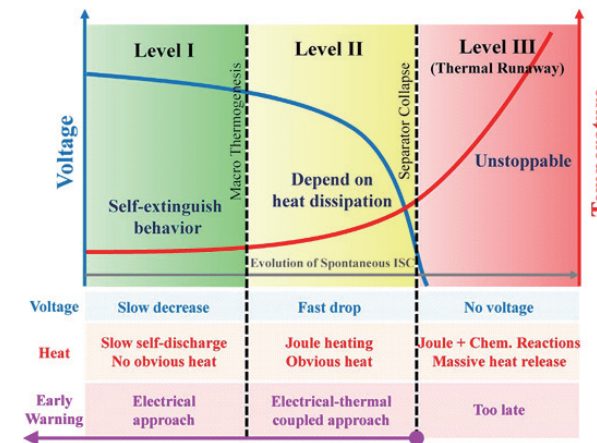 Level I
Level II
Level III
(Thermal Runaway)
Voltage
Macro Thermogenesis
Separator Collapse
Self-extinguish
behavior
Depend on
heat dissipation
Unstoppable
Evolution of Spontaneous ISC
Voltage Slow decrease Fast drop No voltage
Heat
Slow self-discharge
No obvious heat
Joule heating
Obvious heat
Joule + Chem. Reactions
Massive heat release
Early
Warning
Electrical
approach
Electrical-thermal
coupled approach
Too late